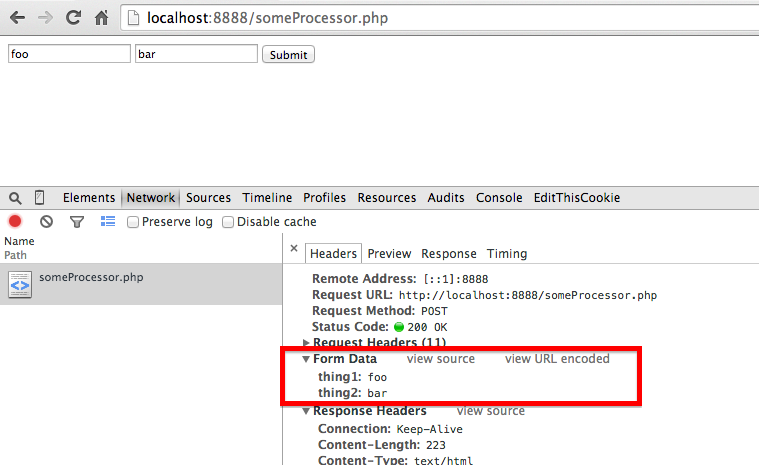 localhost:8888/someProcessor.php
foo bar Submit
Elements Network Sources Timeline Profiles Resources Audits Console EditThisCookie
Preserve log Disable cache
Name
Path
someProcessor.php
× Headers Preview Response Timing
Remote Address: [::1]:8888
Request URL: http://localhost:8888/someProcessor.php
Request Method: POST
Status Code: 200 OK
Request Headers (11)
Form Data view source view URL encoded
thing1: foo
thing2: bar
Response Headers view source
Connection: Keep-Alive
Content-Length: 223
Content-Type: text/html